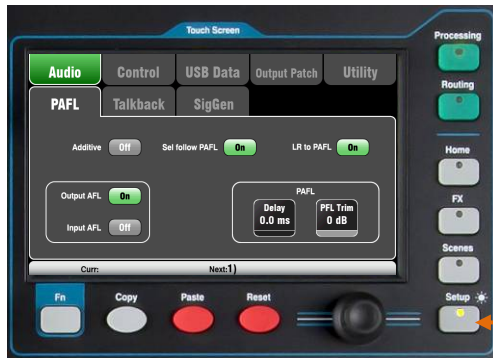 Touch Screen
Processing
Audio Control USB Data Output Patch Utility
Routing
PAFL Talkback SigGen
Additive Off Sel follow PAFL On LR to PAFL On
Home
Output AFL On
PAFL
FX
Delay PFL Trim
0.0 ms 0 dB
Input AFL Off
Scenes
Curr: Next:1)
Fn Copy Paste Reset Setup